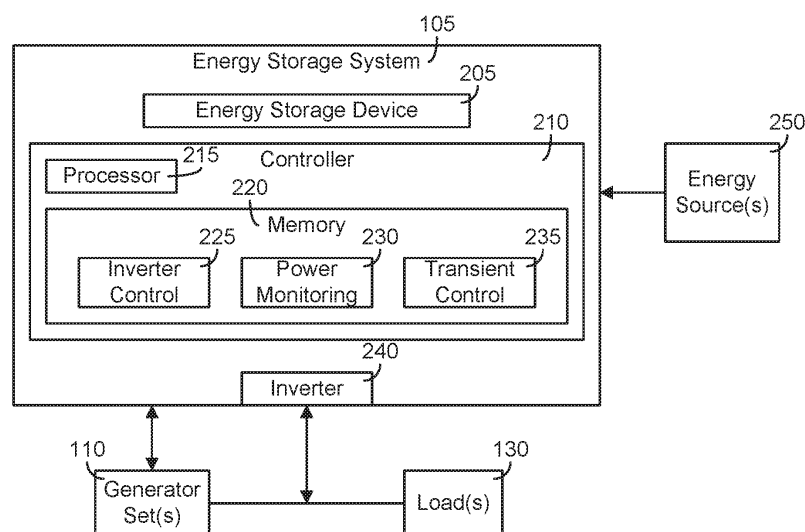 105
Energy Storage System
205
Energy Storage Device
210
250
215
Controller
Processor
Energy
Source(s)
220
Memory
225
230
235
Inverter
Control
Power
Monitoring
Transient
Control
240
Inverter
110
130
Generator
Set(s)
Load(s)